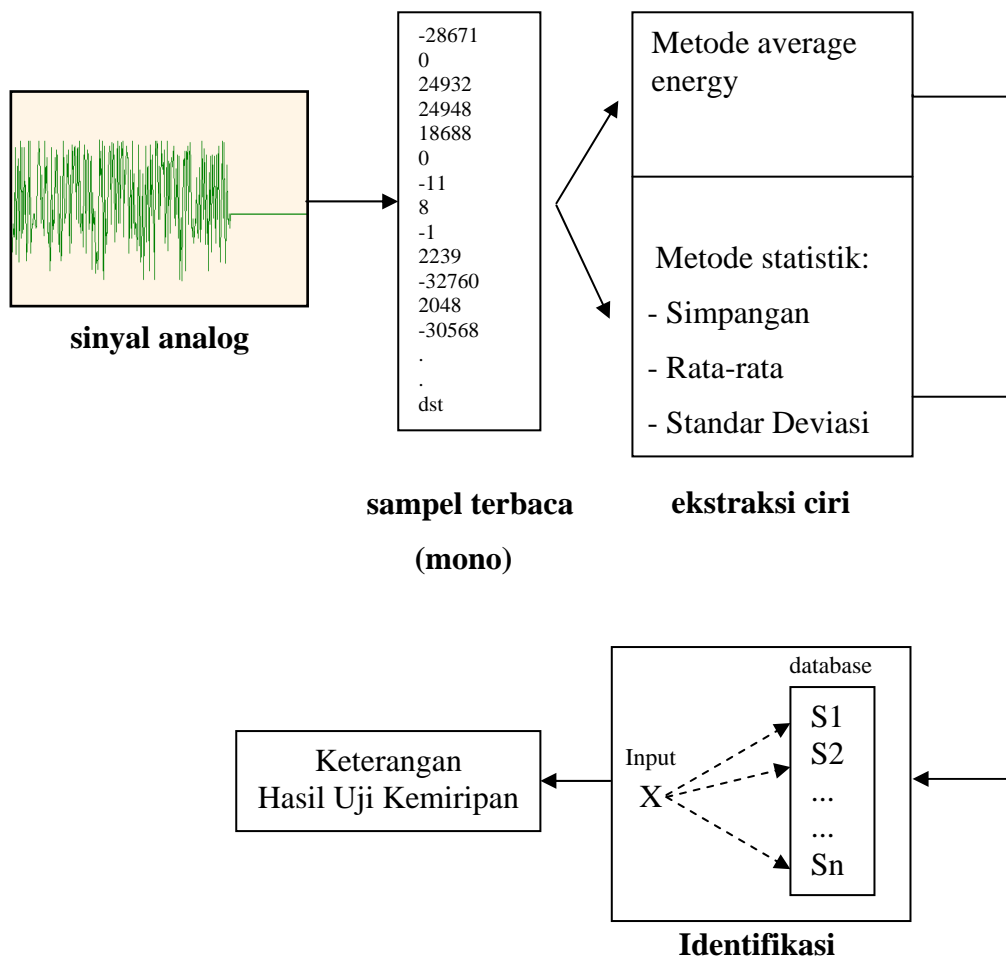 -28671
0
24932
24948
18688
0
-11
8
-1
2239
-32760
2048
-30568
.
.
dst
Metode average
energy
Metode statistik:
- Simpangan
- Rata-rata
- Standar Deviasi
sinyal analog
sampel terbaca
(mono)
ekstraksi ciri
database
S1
S2
...
...
Sn
Input
X
Keterangan
Hasil Uji Kemiripan
Identifikasi